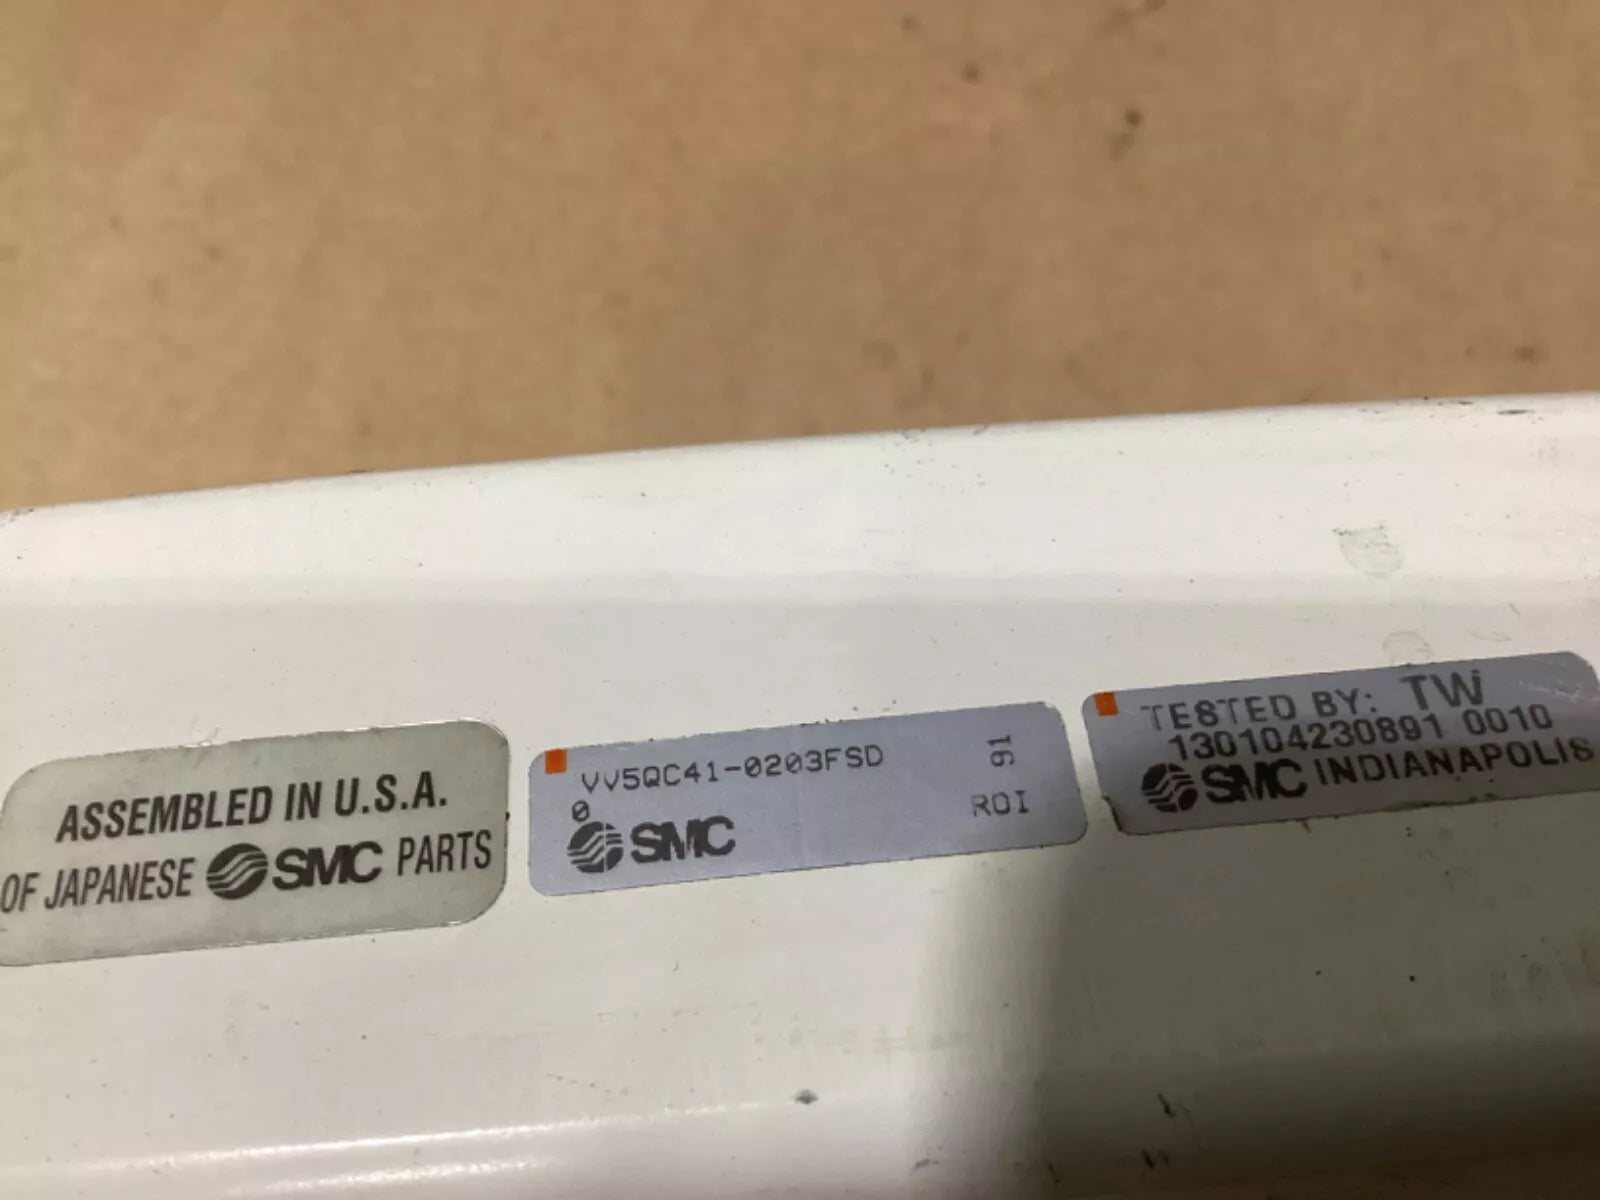 ASSEMBLED IN U.S.A.
OF JAPANESE SMC PARTS
VV5QC41-0203FSD
0
SMC
91
ROI
TESTED BY: TW
130104230891 0010
SMC INDIANAPOLIS